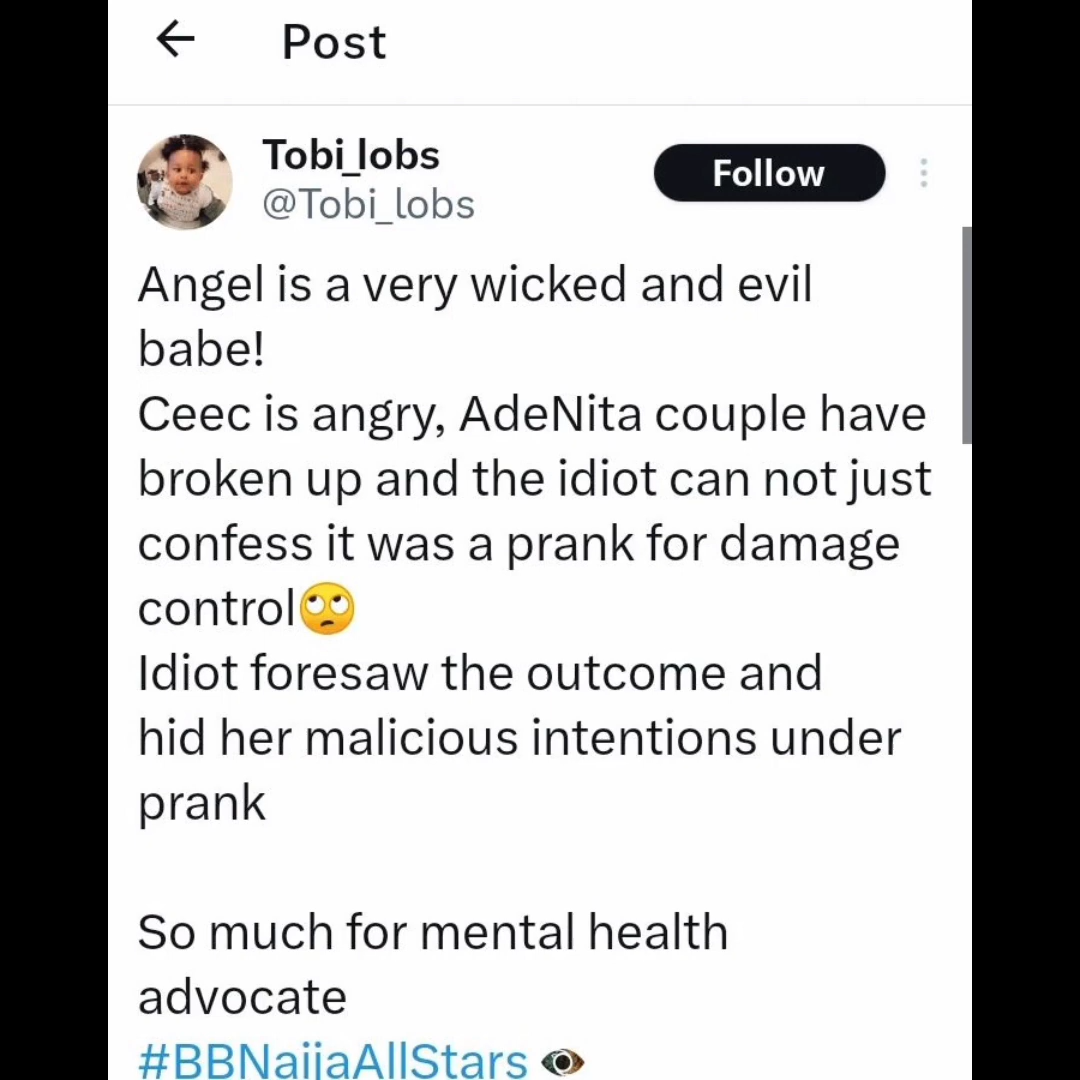 Post
Tobi_lobs
Follow
@Tobi_lobs
Angel is a very wicked and evil
babe!
Ceec is angry, AdeNita couple have
broken up and the idiot can not just
confess it was a prank for damage
control🙄
Idiot foresaw the outcome and
hid her malicious intentions under
prank
So much for mental health
advocate
#BBNaijaAllStars